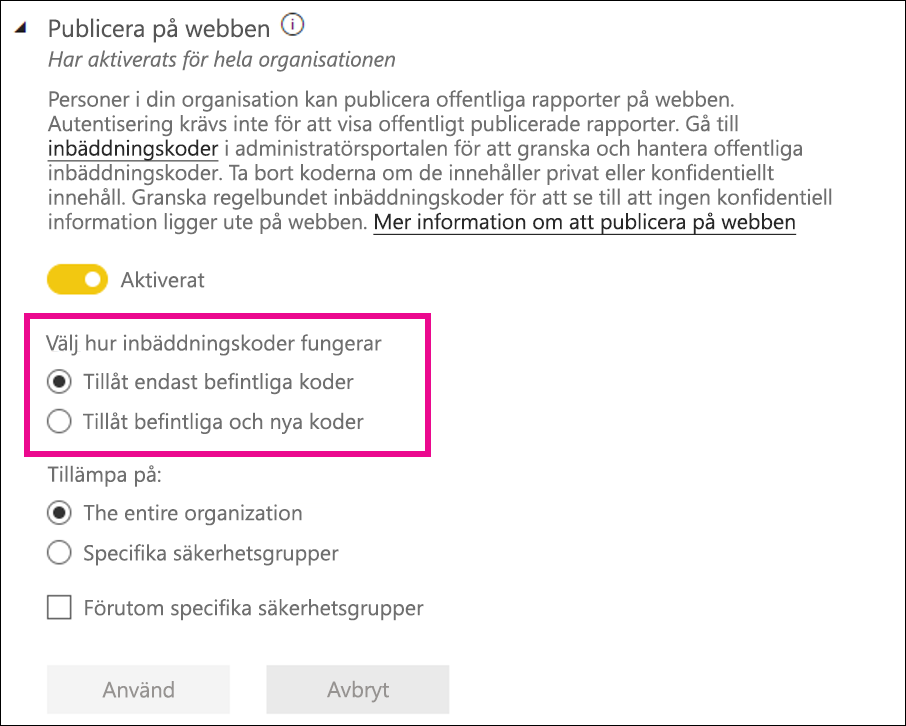 Publicera på webben
Har aktiverats för hela organisationen
Personer i din organisation kan publicera offentliga rapporter på webben.
Autentisering krävs inte för att visa offentligt publicerade rapporter. Gå till
inbäddningskoder i administratörsportalen för att granska och hantera offentliga
inbäddningskoder. Ta bort koderna om de innehåller privat eller konfidentiellt
innehåll. Granska regelbundet inbäddningskoder för att se till att ingen konfidentiell
information ligger ute på webben. Mer information om att publicera på webben
Aktiverat
Välj hur inbäddningskoder fungerar
Tillåt endast befintliga koder
Tillåt befintliga och nya koder
Tillämpa på:
The entire organization
Specifika säkerhetsgrupper
Förutom specifika säkerhetsgrupper
Använd Avbryt